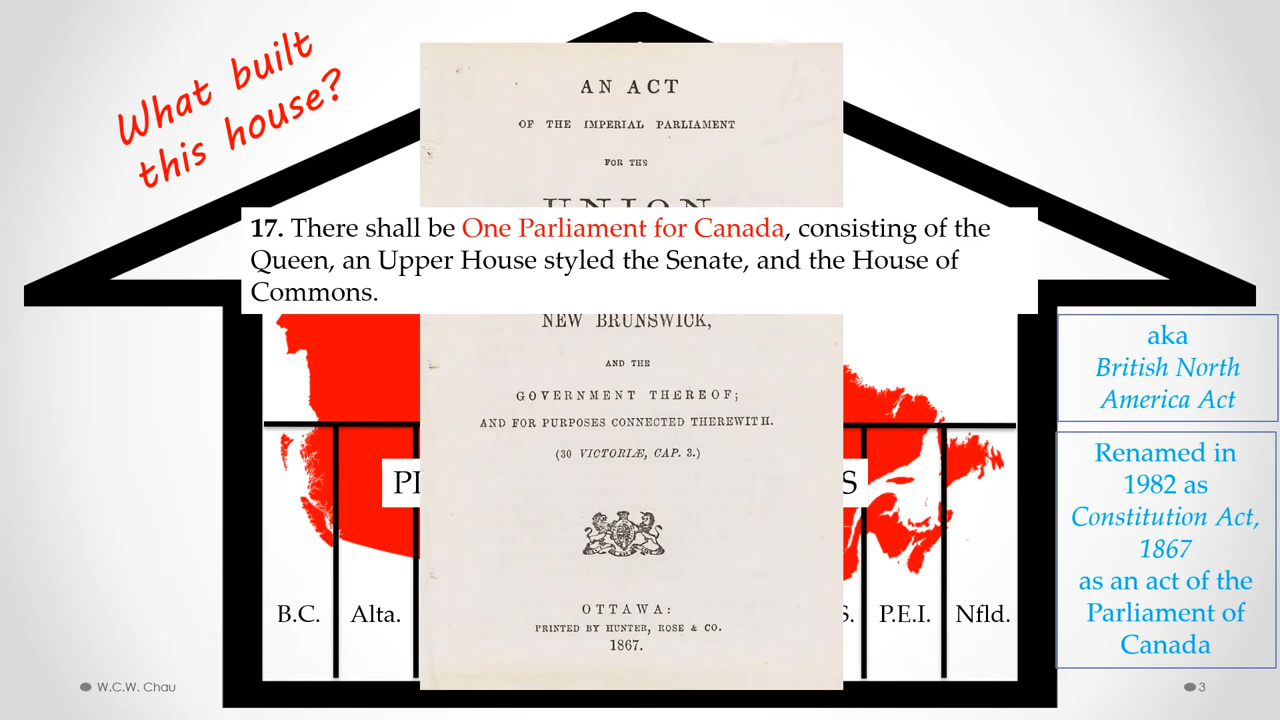 What built
this house?
AN ACT
OF THE IMPERIAL PARLIAMENT
FOR THE
UNION
17. There shall be One Parliament for Canada, consisting of the
Queen, an Upper House styled the Senate, and the House of
Commons.
NEW BRUNSWICK,
AND THE
GOVERNMENT THEREOF;
AND FOR PURPOSES CONNECTED THEREWITH.
(30 VICTORIÆ, CAP. 3.)
OTTAWA:
PRINTED BY HUNTER, ROSE & CO.
1867.
B.C. Alta. S. P.E.I. Nfld.
aka
British North
America Act
Renamed in
1982 as
Constitution Act,
1867
as an act of the
Parliament of
Canada
W.C.W. Chau
3